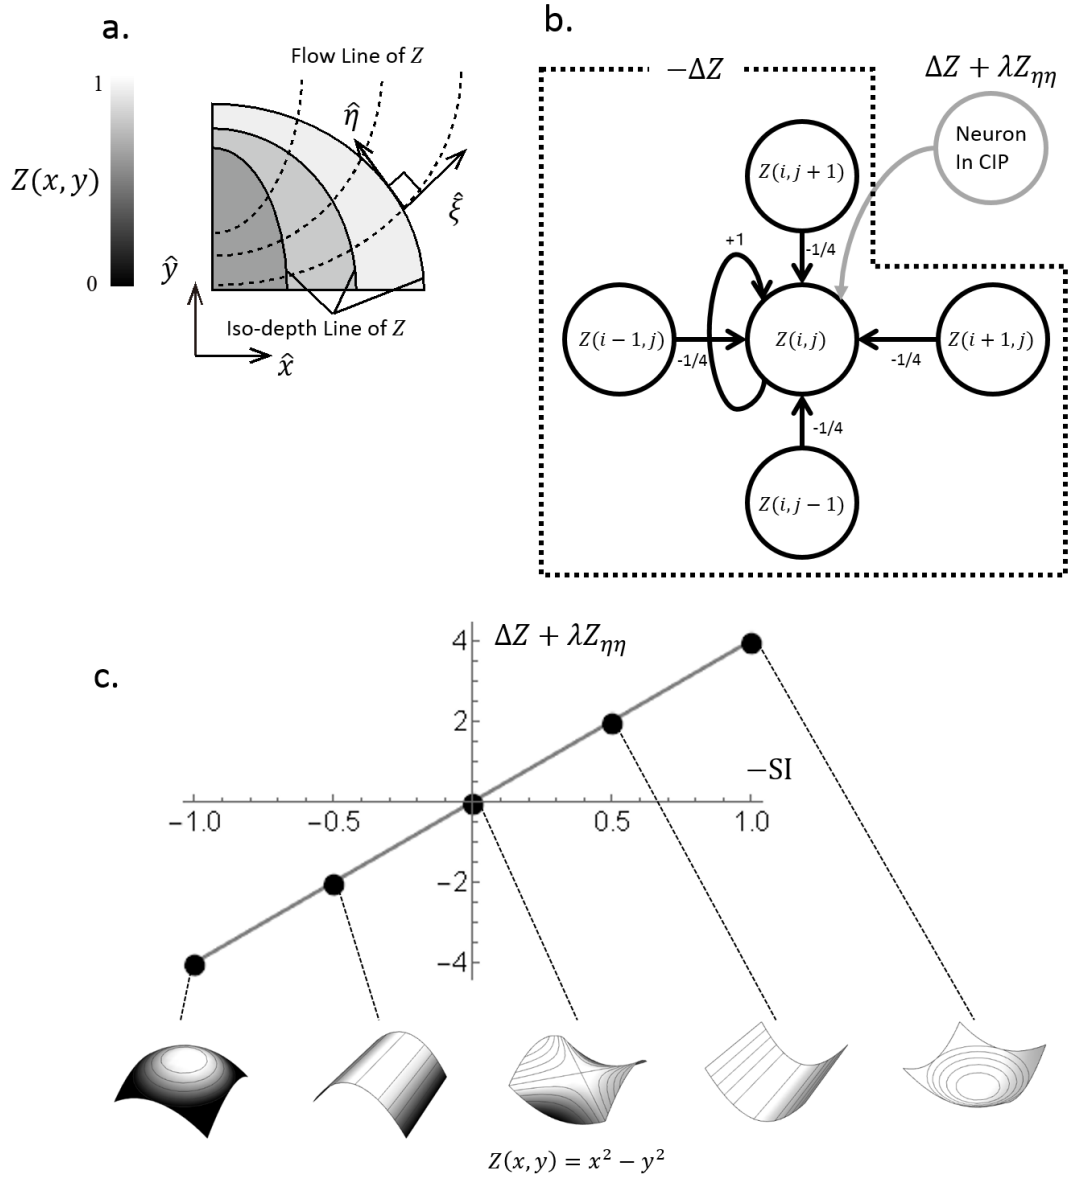 a.
Flow Line of Z
1
Z(x, y)
0
η̂
ξ̂
ŷ
x̂
Iso-depth Line of Z
b.
−ΔZ
ΔZ + λZ_ηη
Neuron
In CIP
Z(i, j + 1)
+1
-1/4
Z(i − 1, j)
-1/4
Z(i, j)
-1/4
Z(i + 1, j)
-1/4
Z(i, j − 1)
c.
ΔZ + λZ_ηη
4
2
−SI
−1.0
−0.5
0.5
1.0
−2
−4
Z(x, y) = x² − y²